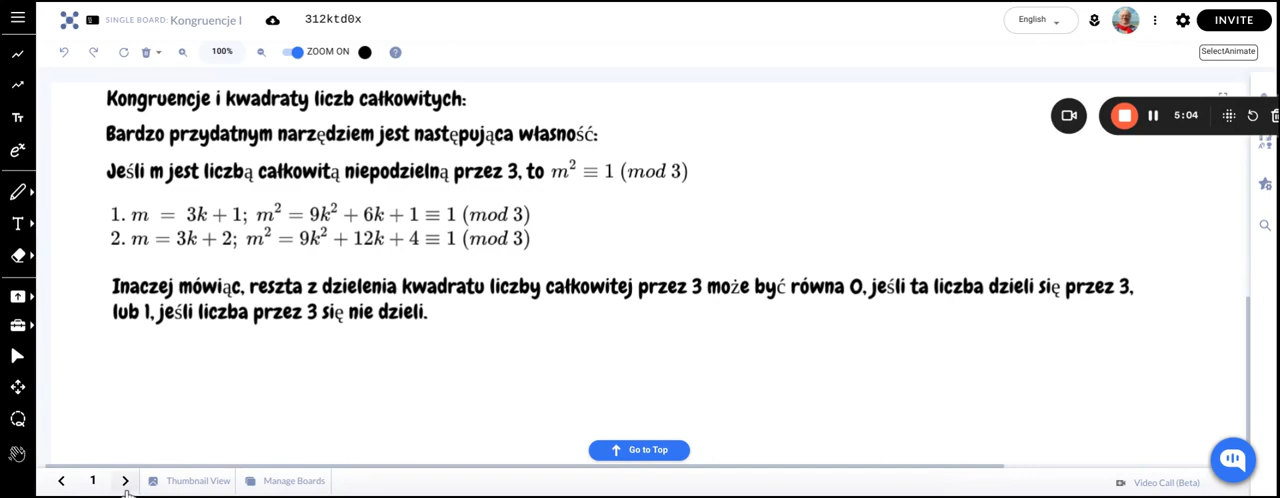 SINGLE BOARD: Kongruencje I
312ktd0x
English
INVITE
100%
ZOOM ON
SelectAnimate
Kongruencje i kwadraty liczb całkowitych:
5:04
Bardzo przydatnym narzędziem jest następująca własność:
Jeśli m jest liczbą całkowitą niepodzielną przez 3, to m² ≡ 1 (mod 3)
1. m = 3k + 1; m² = 9k² + 6k + 1 ≡ 1 (mod 3)
2. m = 3k + 2; m² = 9k² + 12k + 4 ≡ 1 (mod 3)
Inaczej mówiąc, reszta z dzielenia kwadratu liczby całkowitej przez 3 może być równa 0, jeśli ta liczba dzieli się przez 3,
lub 1, jeśli liczba przez 3 się nie dzieli.
Go to Top
1
Thumbnail View
Manage Boards
Video Call (Beta)